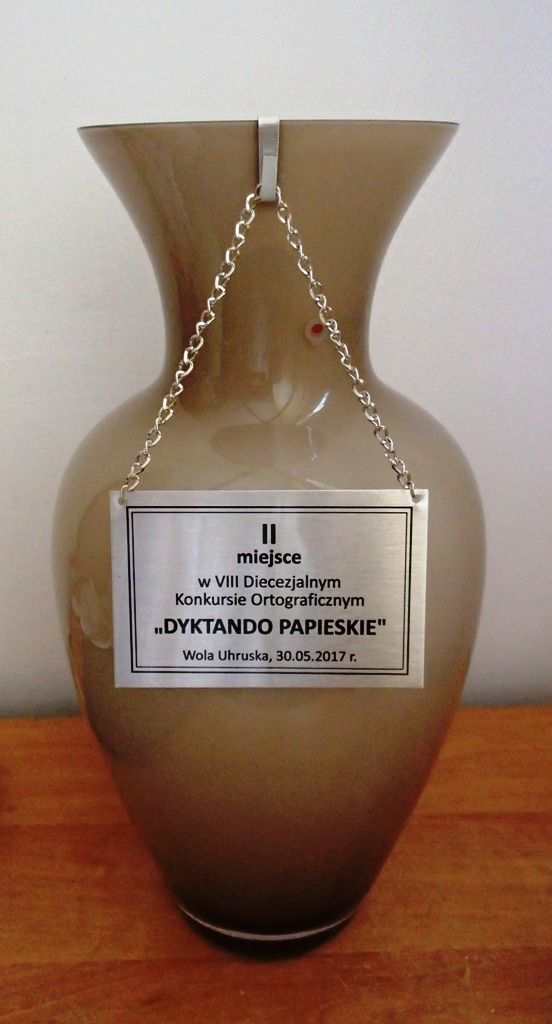 II
miejsce
w VIII Diecezjalnym
Konkursie Ortograficznym
„DYKTANDO PAPIESKIE"
Wola Uhruska, 30.05.2017 r.